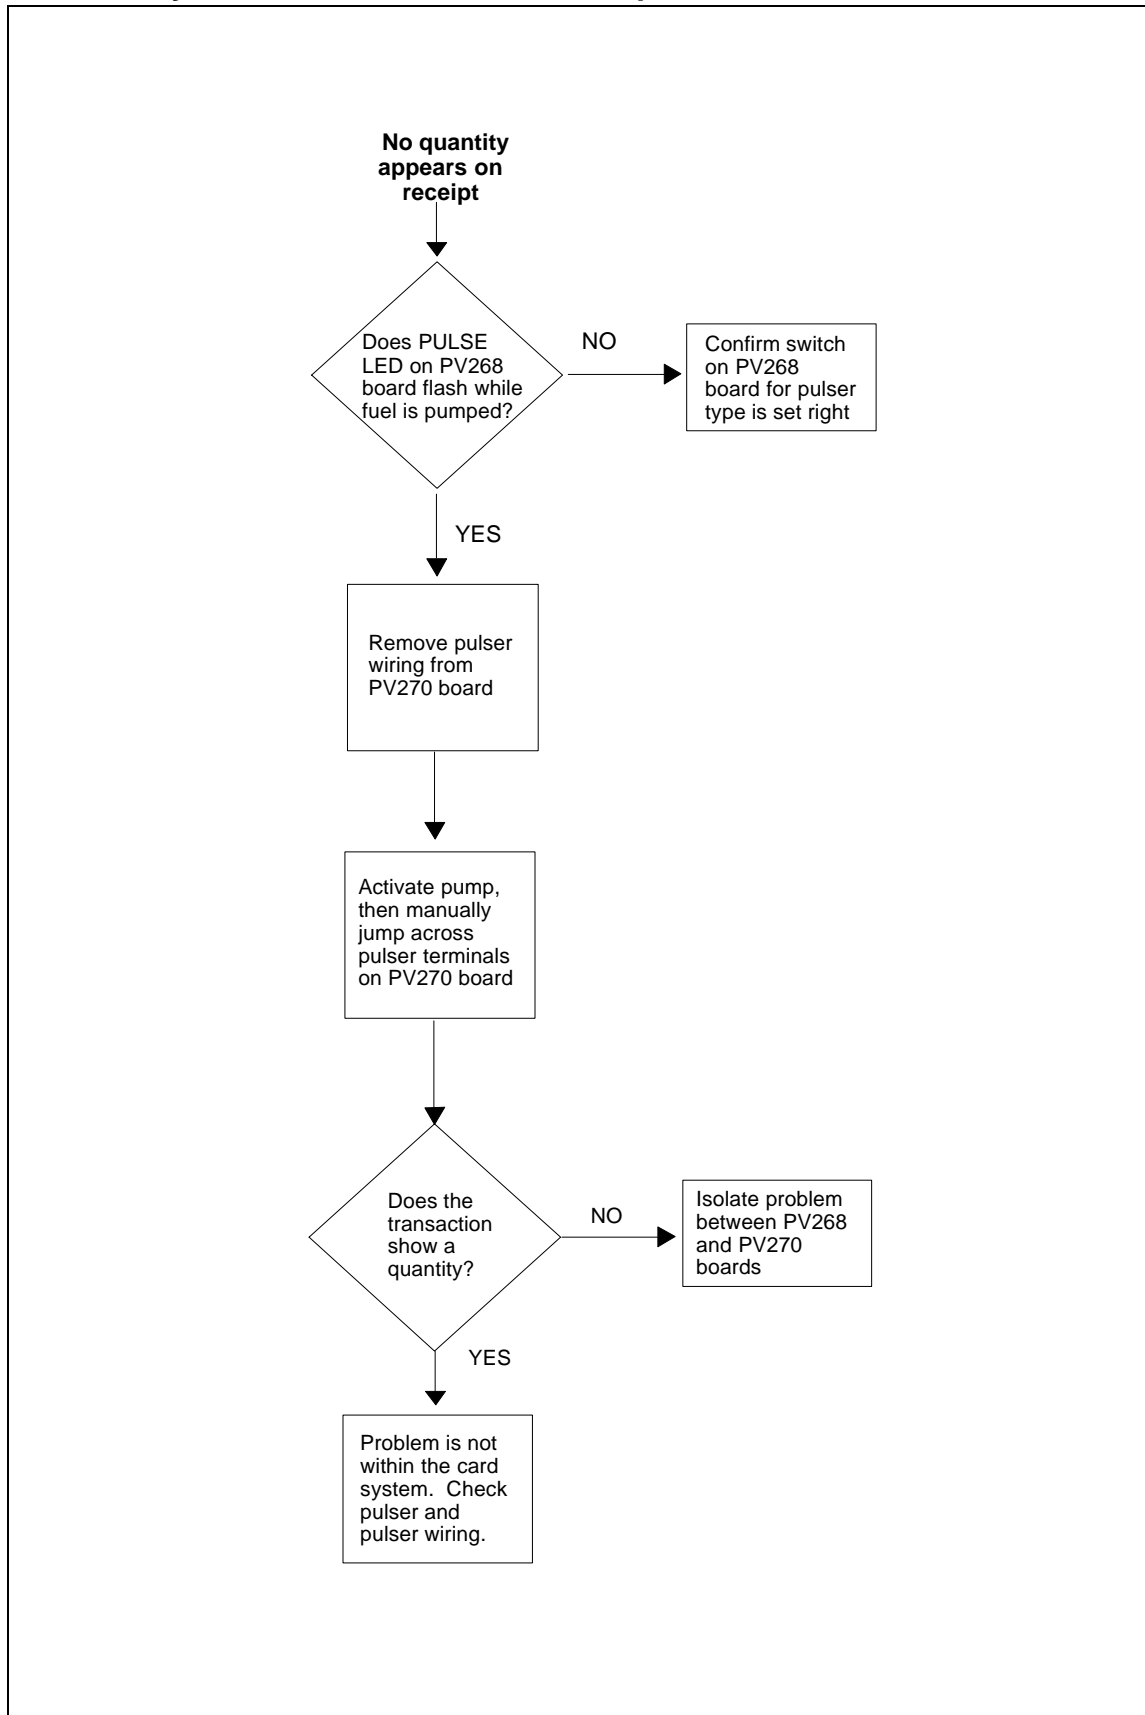 No quantity
appears on
receipt
Does PULSE
LED on PV268
board flash while
fuel is pumped?
NO
Confirm switch
on PV268
board for pulser
type is set right
YES
Remove pulser
wiring from
PV270 board
Activate pump,
then manually
jump across
pulser terminals
on PV270 board
Does the
transaction
show a
quantity?
NO
Isolate problem
between PV268
and PV270
boards
YES
Problem is not
within the card
system.  Check
pulser and
pulser wiring.